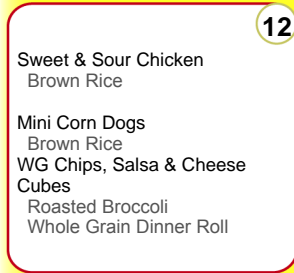 12
Sweet & Sour Chicken
Brown Rice
Mini Corn Dogs
Brown Rice
WG Chips, Salsa & Cheese
Cubes
Roasted Broccoli
Whole Grain Dinner Roll